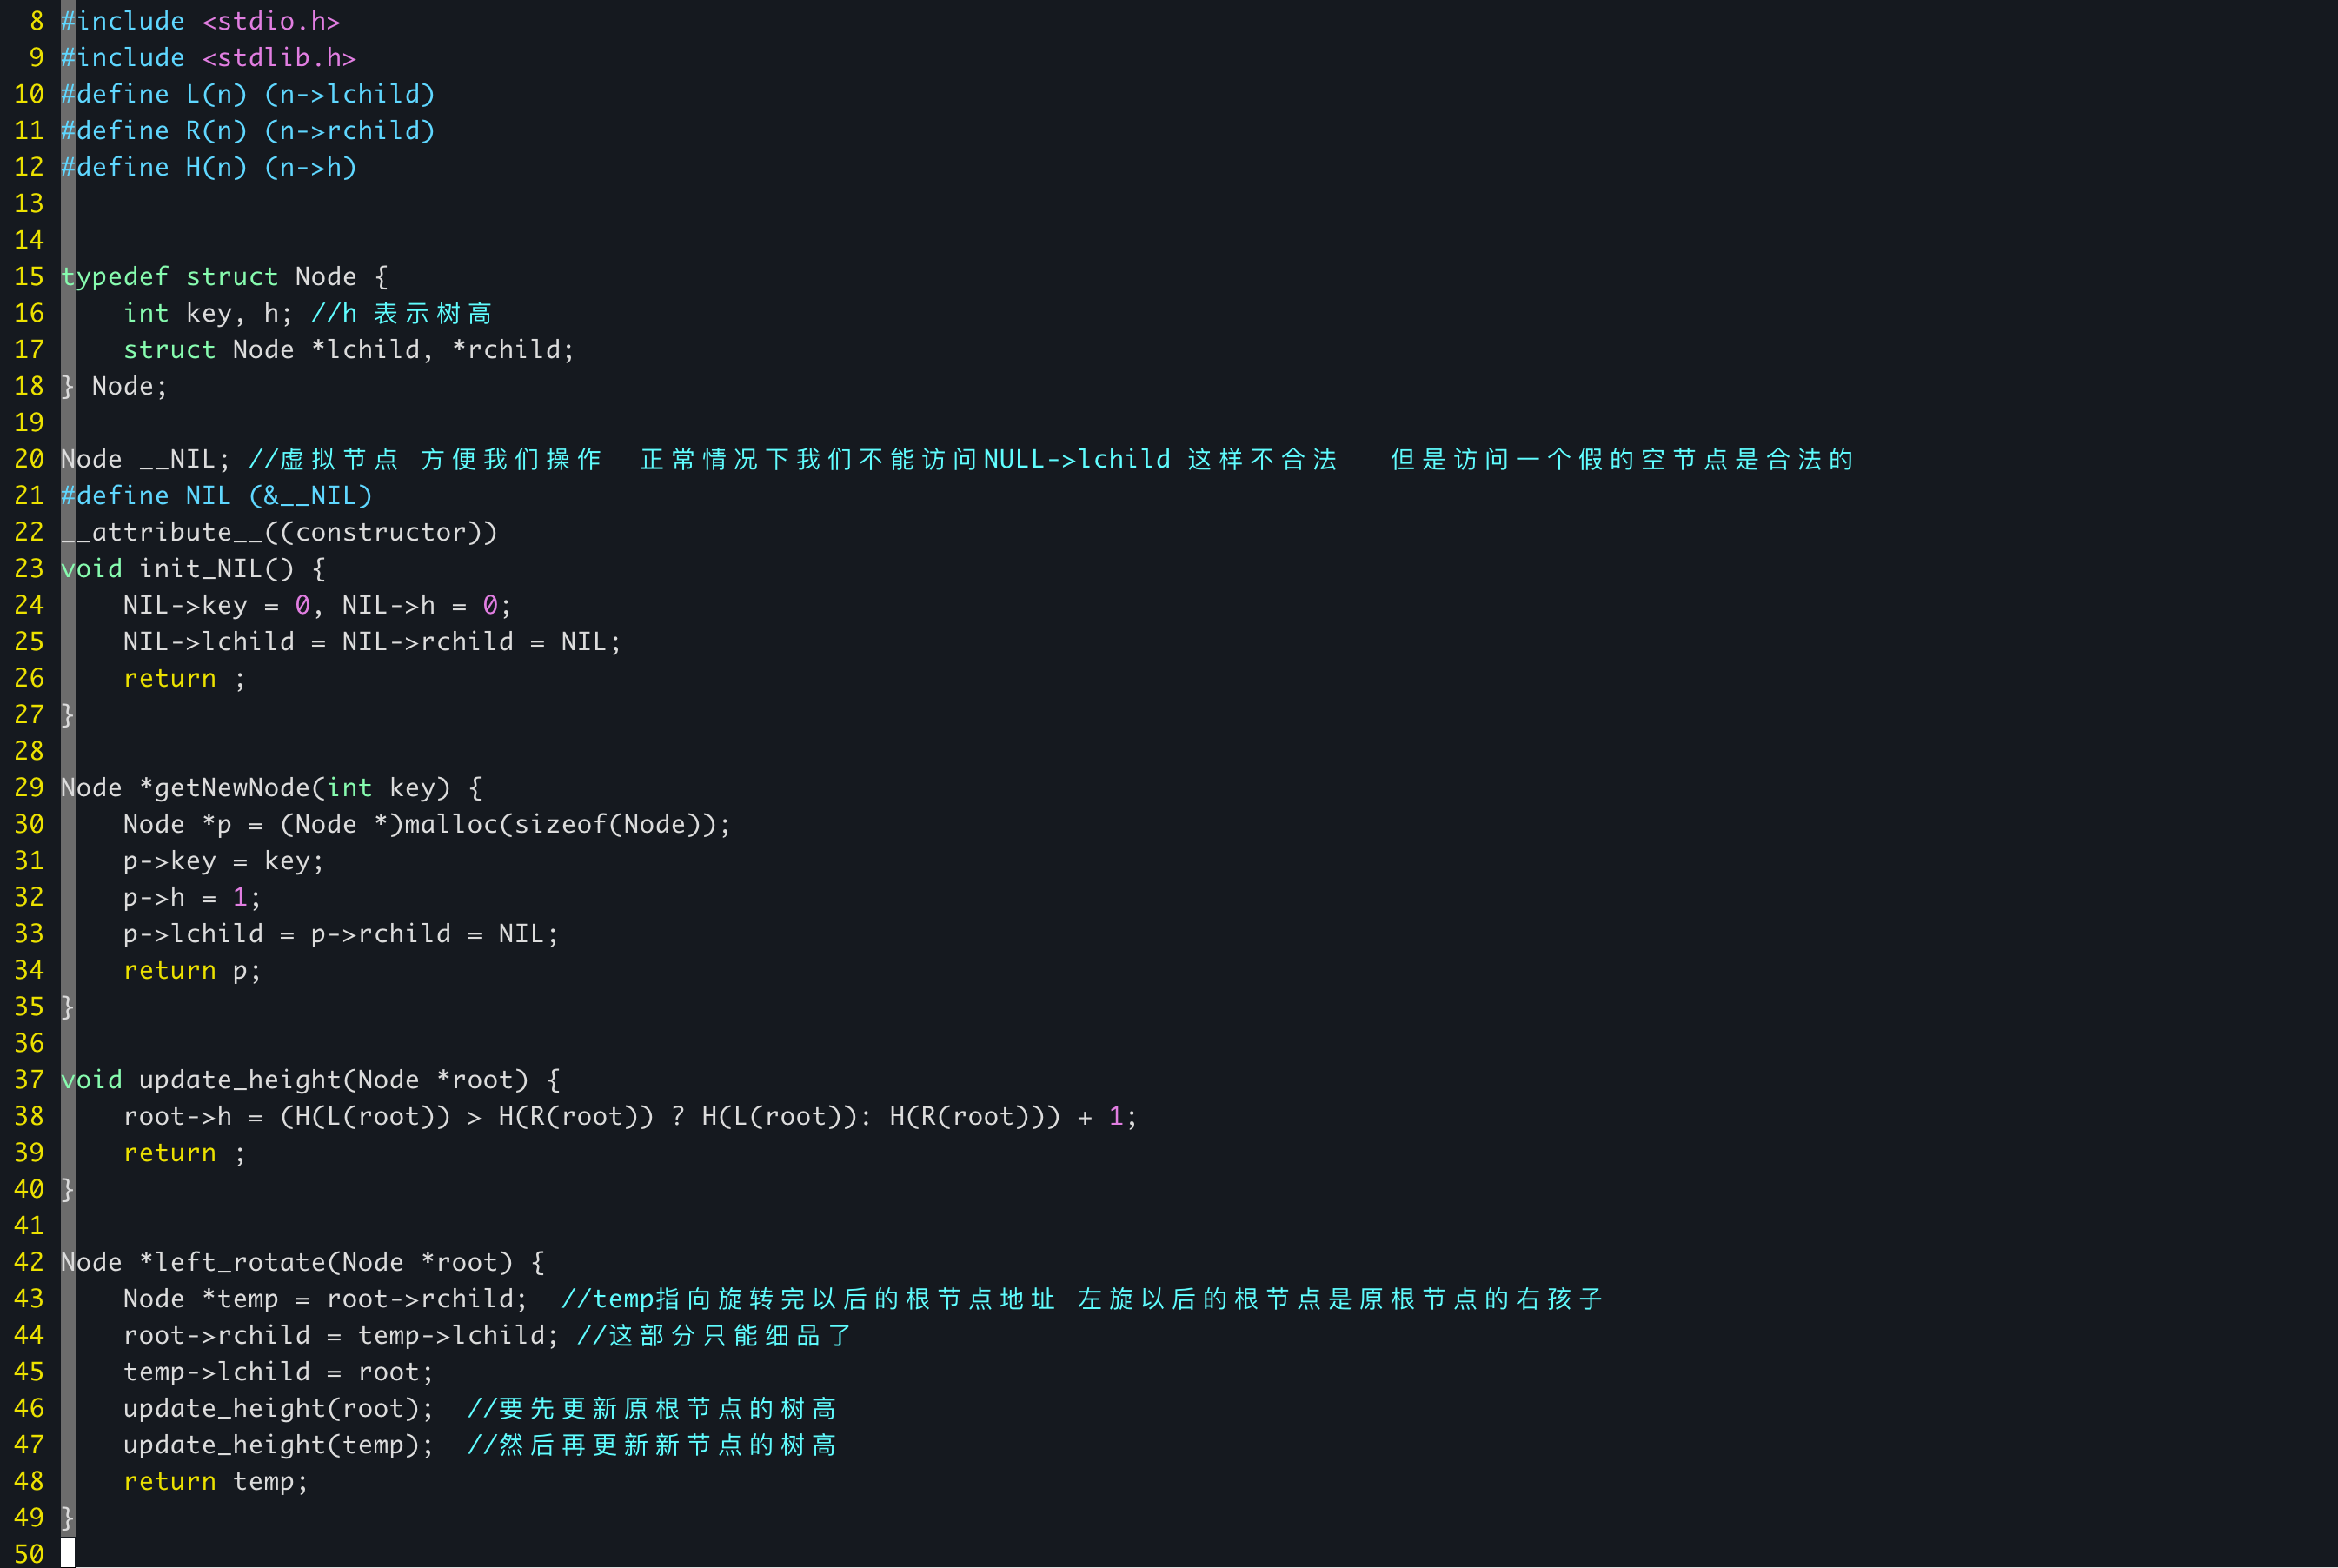 8 #include <stdio.h>
9 #include <stdlib.h>
10 #define L(n) (n->lchild)
11 #define R(n) (n->rchild)
12 #define H(n) (n->h)
13
14
15 typedef struct Node {
16     int key, h; //h 表示树高
17     struct Node *lchild, *rchild;
18 } Node;
19
20 Node __NIL; //虚拟节点 方便我们操作  正常情况下我们不能访问NULL->lchild 这样不合法   但是访问一个假的空节点是合法的
21 #define NIL (&__NIL)
22 __attribute__((constructor))
23 void init_NIL() {
24     NIL->key = 0, NIL->h = 0;
25     NIL->lchild = NIL->rchild = NIL;
26     return ;
27 }
28
29 Node *getNewNode(int key) {
30     Node *p = (Node *)malloc(sizeof(Node));
31     p->key = key;
32     p->h = 1;
33     p->lchild = p->rchild = NIL;
34     return p;
35 }
36
37 void update_height(Node *root) {
38     root->h = (H(L(root)) > H(R(root)) ? H(L(root)): H(R(root))) + 1;
39     return ;
40 }
41
42 Node *left_rotate(Node *root) {
43     Node *temp = root->rchild;  //temp指向旋转完以后的根节点地址 左旋以后的根节点是原根节点的右孩子
44     root->rchild = temp->lchild; //这部分只能细品了
45     temp->lchild = root;
46     update_height(root);  //要先更新原根节点的树高
47     update_height(temp);  //然后再更新新节点的树高
48     return temp;
49 }
50